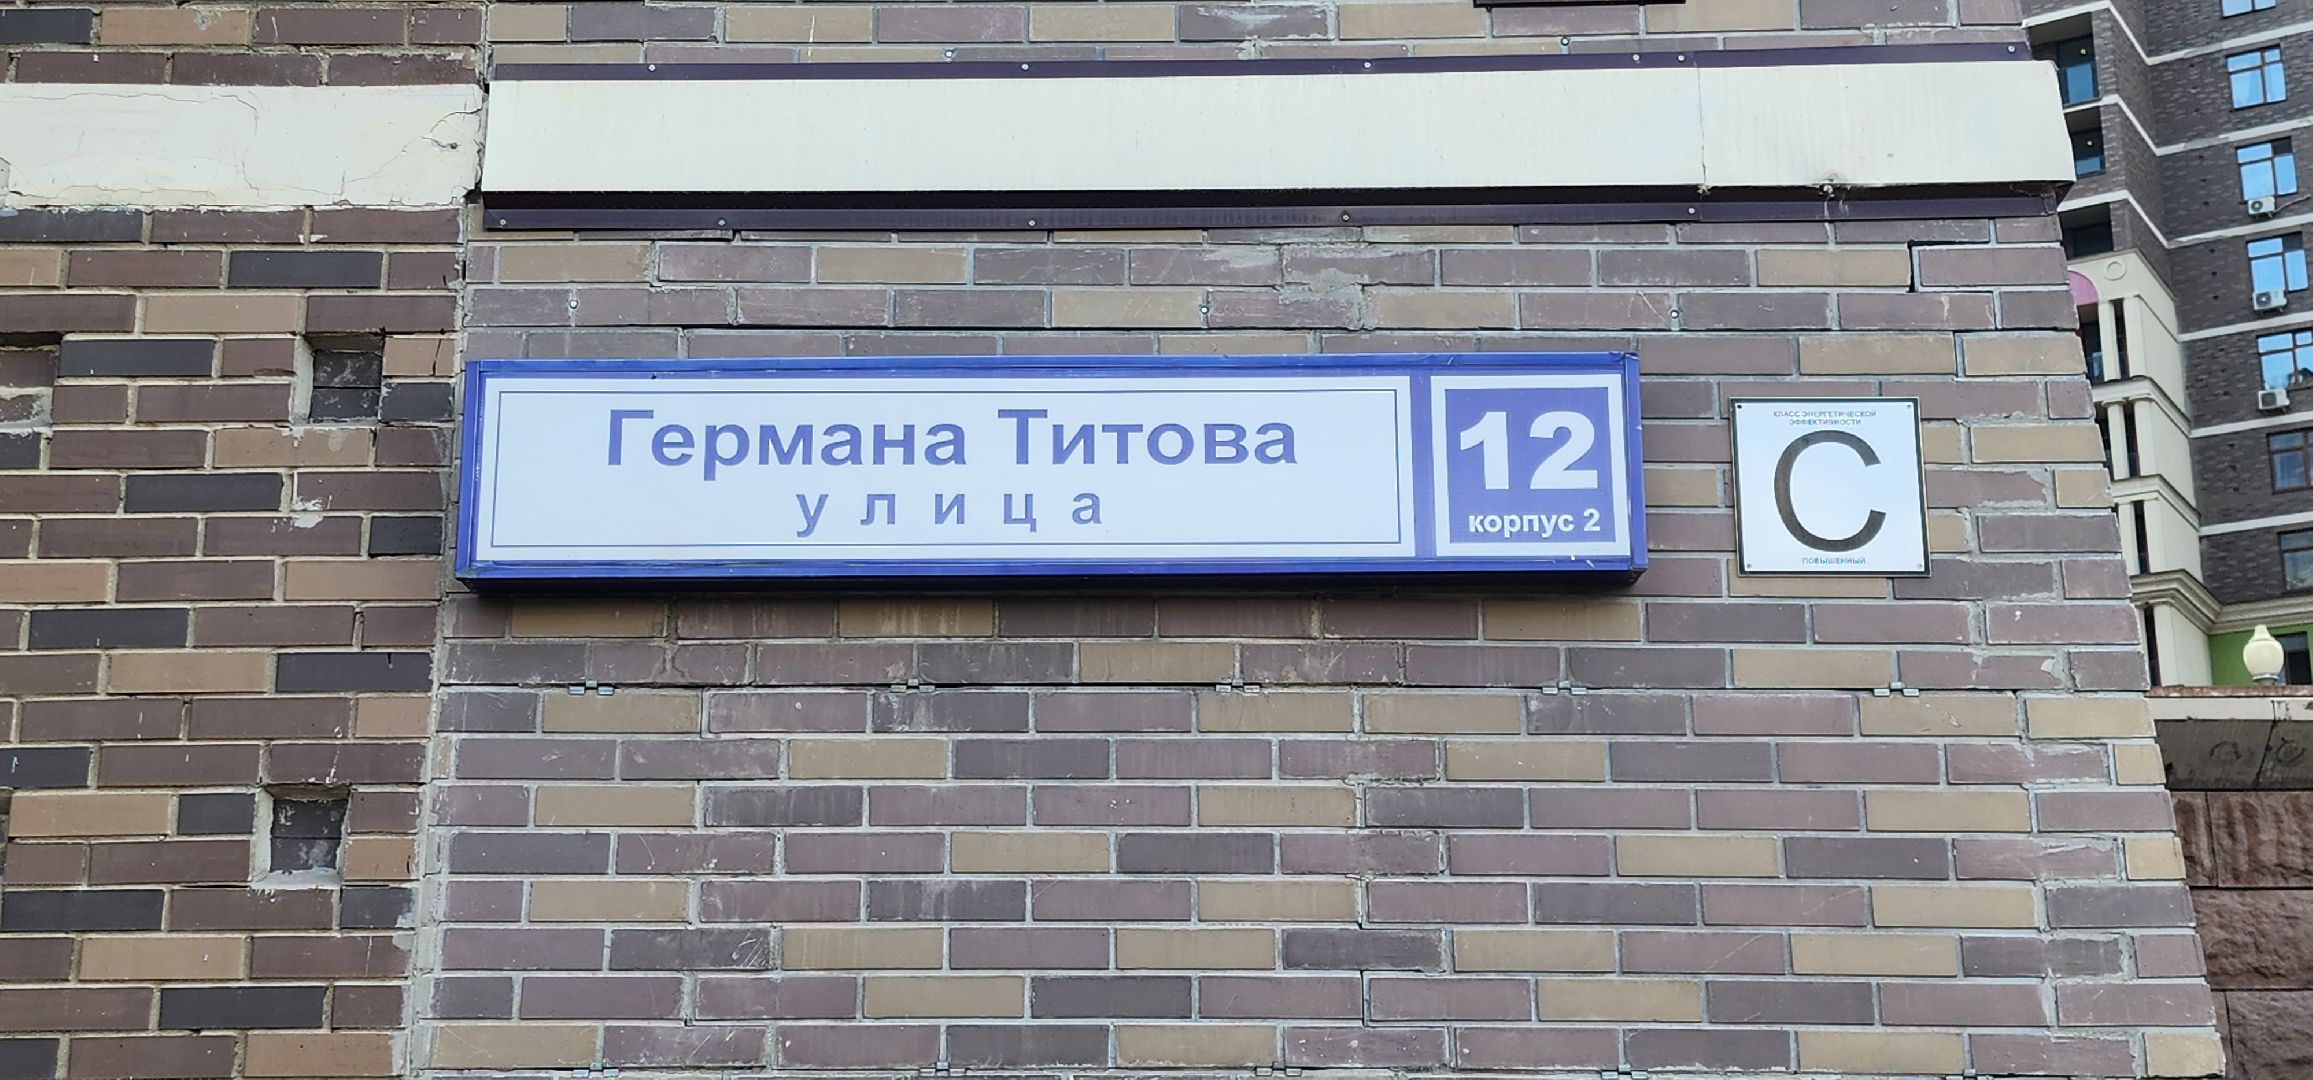 Германа Титова
улица
12
корпус 2
КЛАСС ЭНЕРГЕТИЧЕСКОЙ
ЭФФЕКТИВНОСТИ
C
ПОВЫШЕННЫЙ